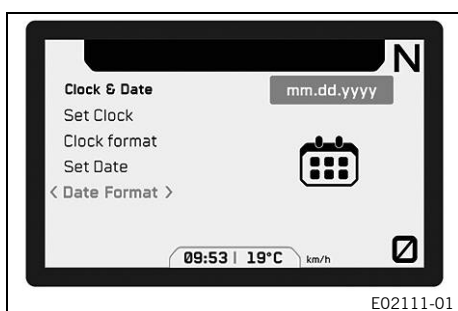 N
Clock & Date
mm.dd.yyyy
Set Clock
Clock format
Set Date
< Date Format >
09:53 | 19°C km/h
0
E02111-01